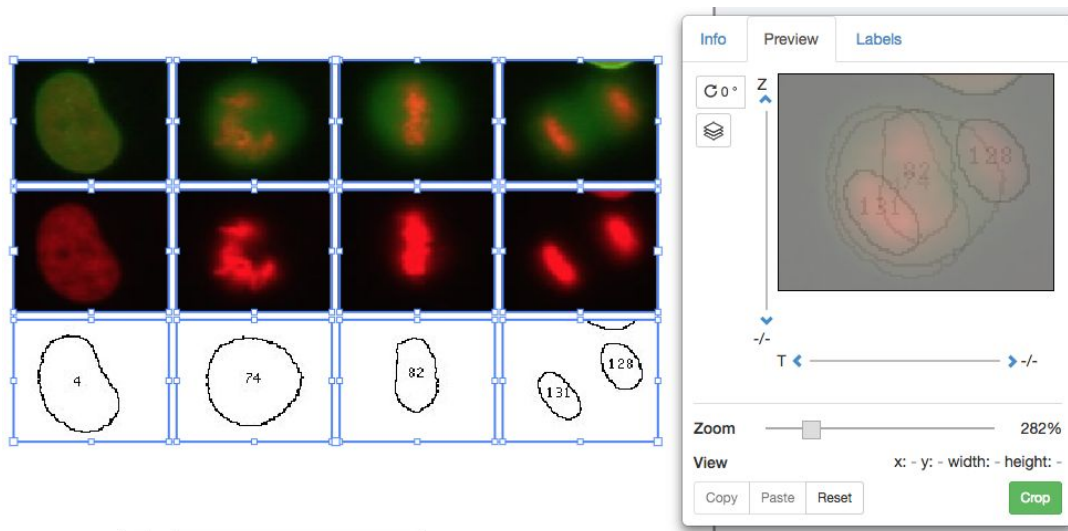 Info Preview Labels
0 °
Z
128
82
131
-/-
T -/-
4 74 82 128
131
Zoom 282%
View x: - y: - width: - height: -
Copy Paste Reset Crop